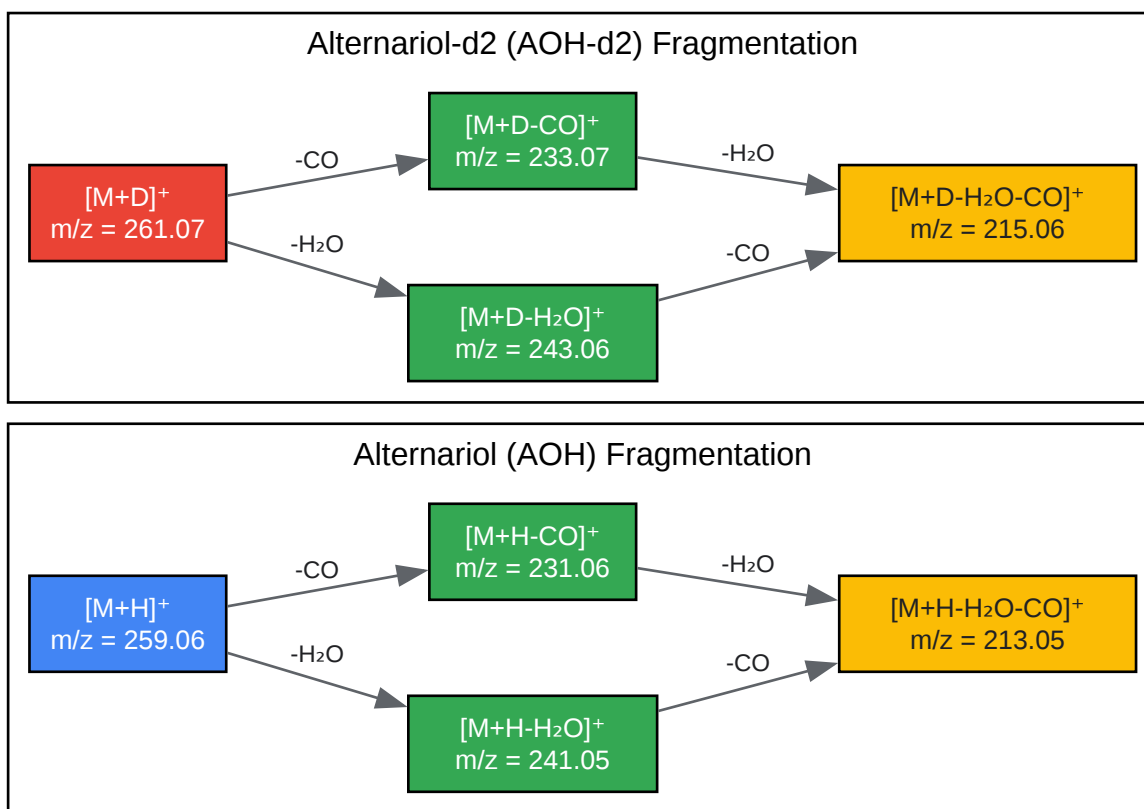 Alternariol-d2 (AOH-d2) Fragmentation
[M+D]⁺
m/z = 261.07
-CO
-H₂O
[M+D-CO]⁺
m/z = 233.07
[M+D-H₂O]⁺
m/z = 243.06
-H₂O
-CO
[M+D-H₂O-CO]⁺
m/z = 215.06
Alternariol (AOH) Fragmentation
[M+H]⁺
m/z = 259.06
-CO
-H₂O
[M+H-CO]⁺
m/z = 231.06
[M+H-H₂O]⁺
m/z = 241.05
-H₂O
-CO
[M+H-H₂O-CO]⁺
m/z = 213.05